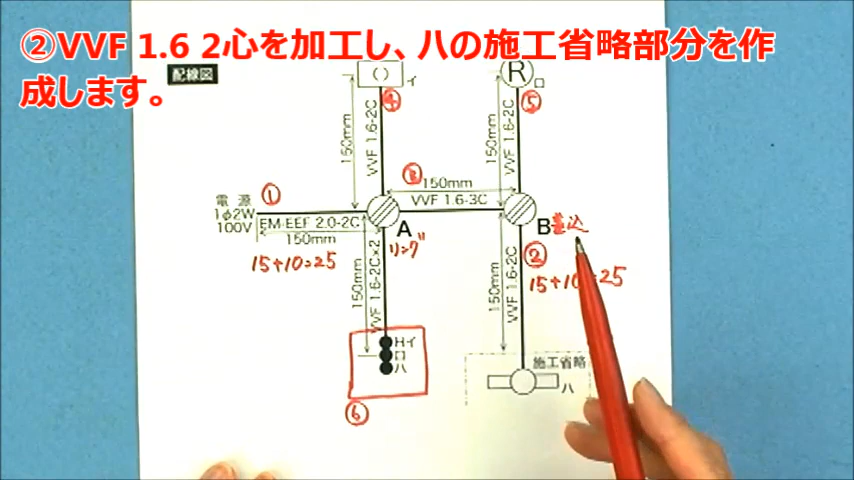 ②VVF 1.6 2心を加工し、ハの施工省略部分を作
成します。
配線図
( )
イ
R
ロ
④
⑤
150mm
VVF 1.6-2C
150mm
VVF 1.6-2C
③
150mm
VVF 1.6-3C
①
電源
1φ2W
100V
EM-EEF 2.0-2C
150mm
15+10=25
A
リング
B
差込
②
15+10=25
150mm
VVF 1.6-2C×2
150mm
VVF 1.6-2C
Hイ
ロ
ハ
⑥
施工省略
ハ